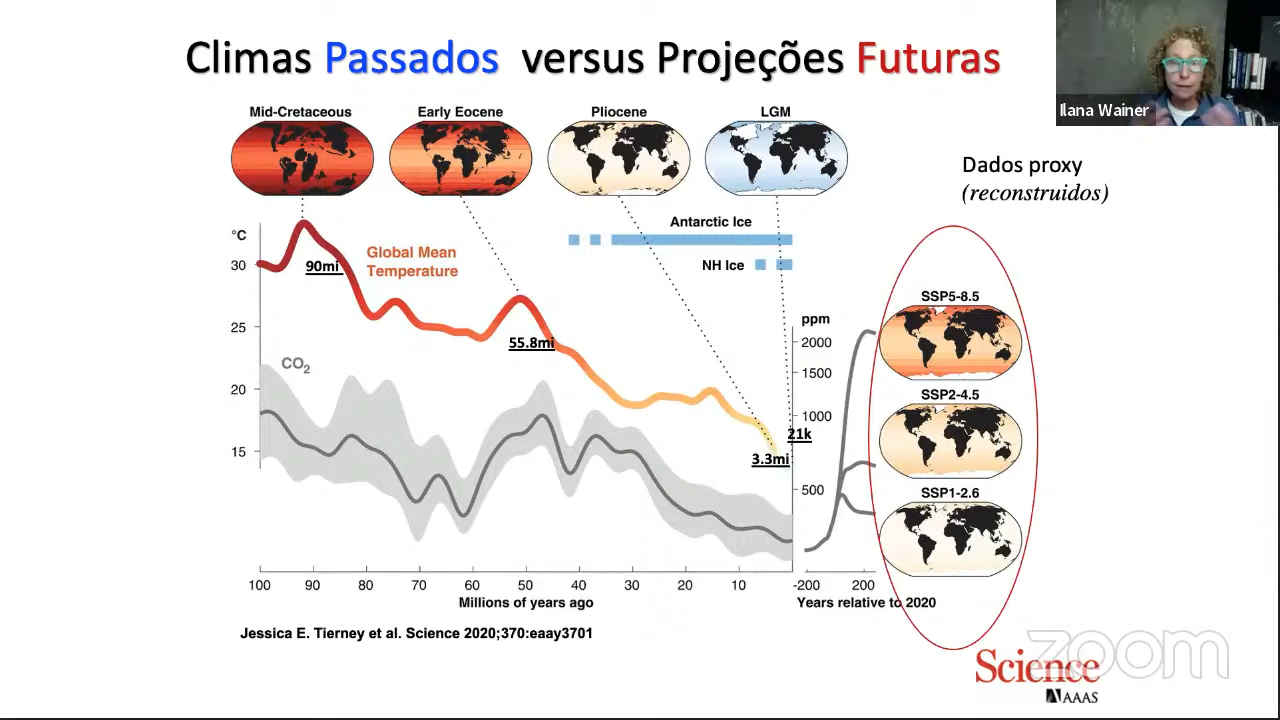 Climas Passados versus Projeções Futuras
Ilana Wainer
Mid-Cretaceous
Early Eocene
Pliocene
LGM
Dados proxy
(reconstruidos)
°C
30
25
20
15
Global Mean
Temperature
90mi
Antarctic Ice
NH Ice
55.8mi
CO2
ppm
2000
1500
1000
500
21k
3.3mi
SSP5-8.5
SSP2-4.5
SSP1-2.6
100 90 80 70 60 50 40 30 20 10
Millions of years ago
-200 200
Years relative to 2020
Jessica E. Tierney et al. Science 2020;370:eaay3701
zoom
Science
AAAS